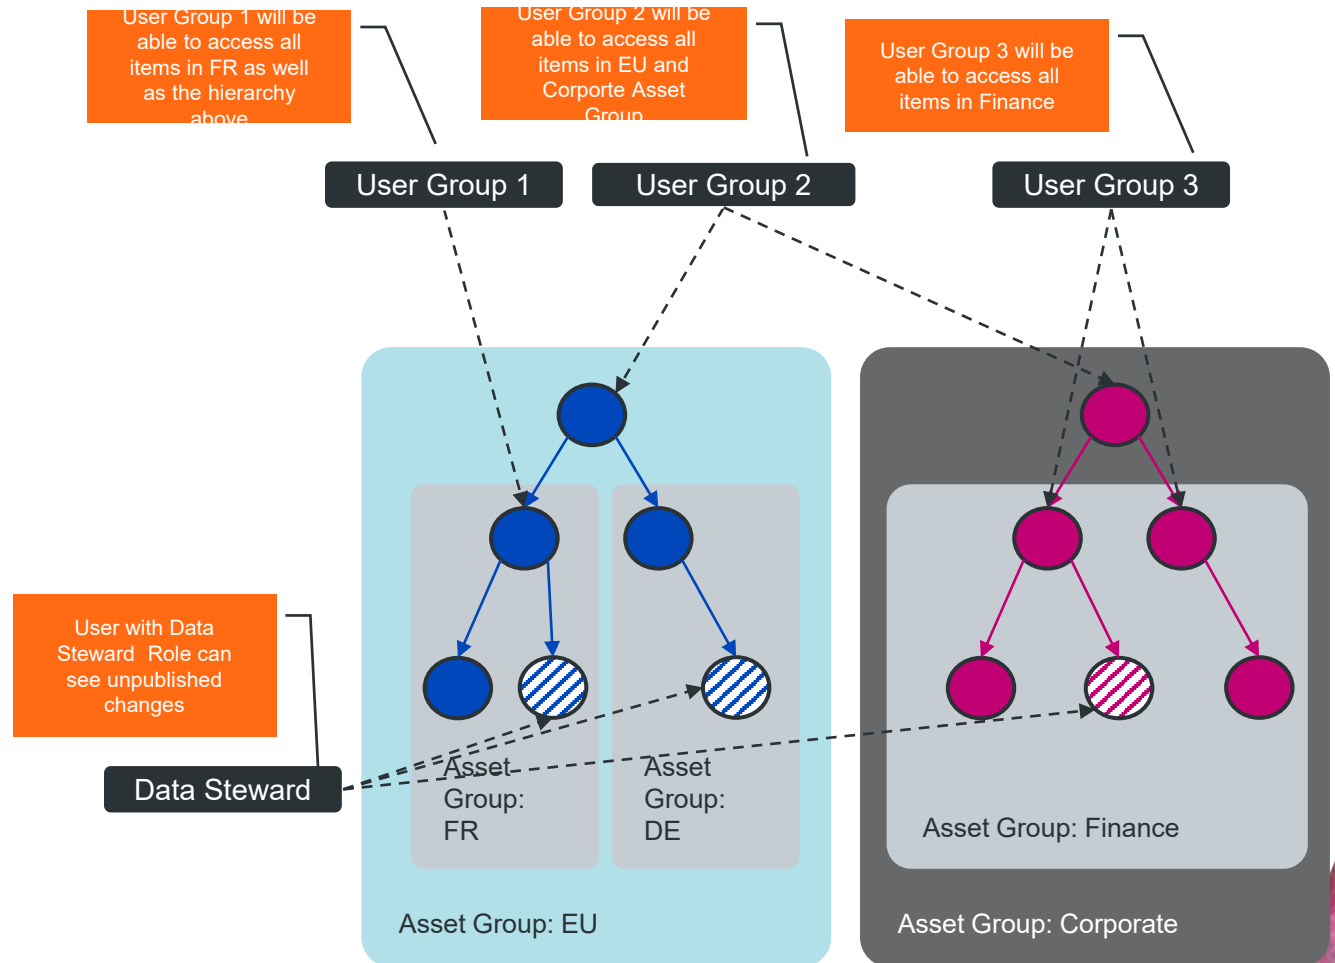 User Group 1 will be
able to access all
items in FR as well
as the hierarchy
above
User Group 2 will be
able to access all
items in EU and
Corporte Asset
Group
User Group 3 will be
able to access all
items in Finance
User Group 1
User Group 2
User Group 3
User with Data
Steward  Role can
see unpublished
changes
Data Steward
Asset
Group:
FR
Asset
Group:
DE
Asset Group: Finance
Asset Group: EU
Asset Group: Corporate